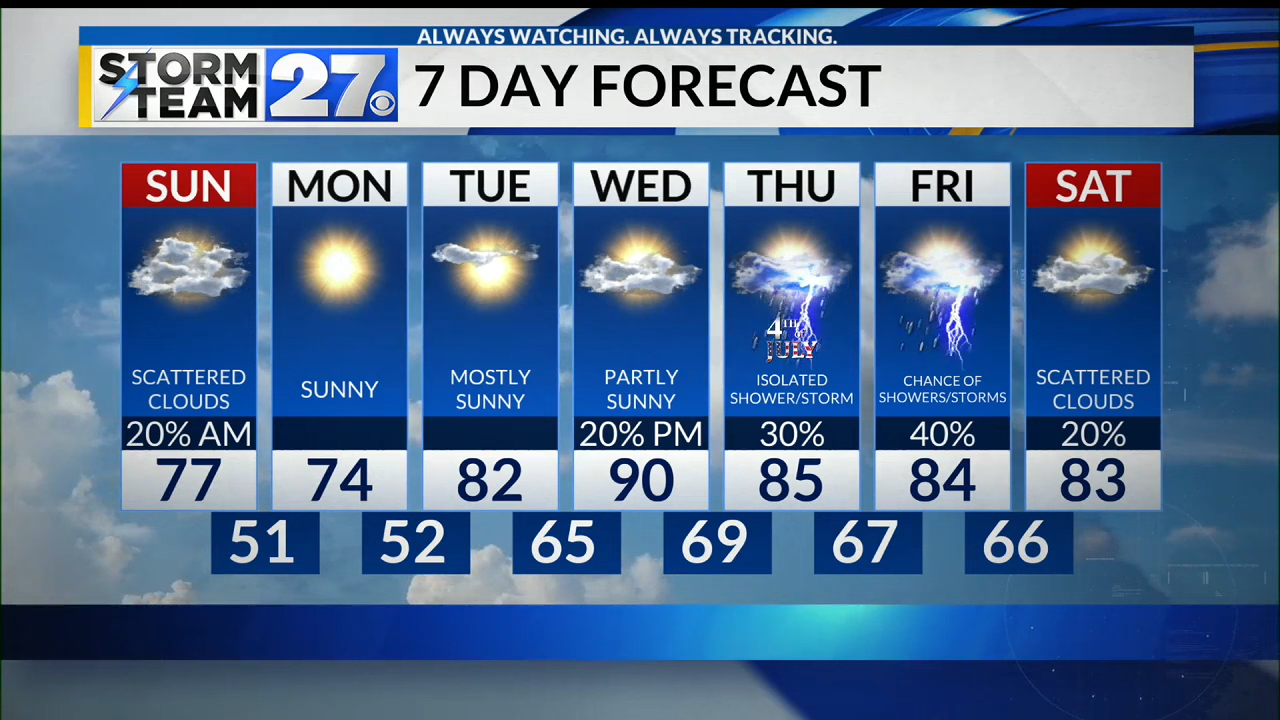 ALWAYS WATCHING. ALWAYS TRACKING.
STORM
TEAM
27
7 DAY FORECAST
SUN
MON
TUE
WED
THU
FRI
SAT
4TH
OF
JULY
SCATTERED
CLOUDS
SUNNY
MOSTLY
SUNNY
PARTLY
SUNNY
ISOLATED
SHOWER/STORM
CHANCE OF
SHOWERS/STORMS
SCATTERED
CLOUDS
20% AM
20% PM
30%
40%
20%
77
74
82
90
85
84
83
51
52
65
69
67
66